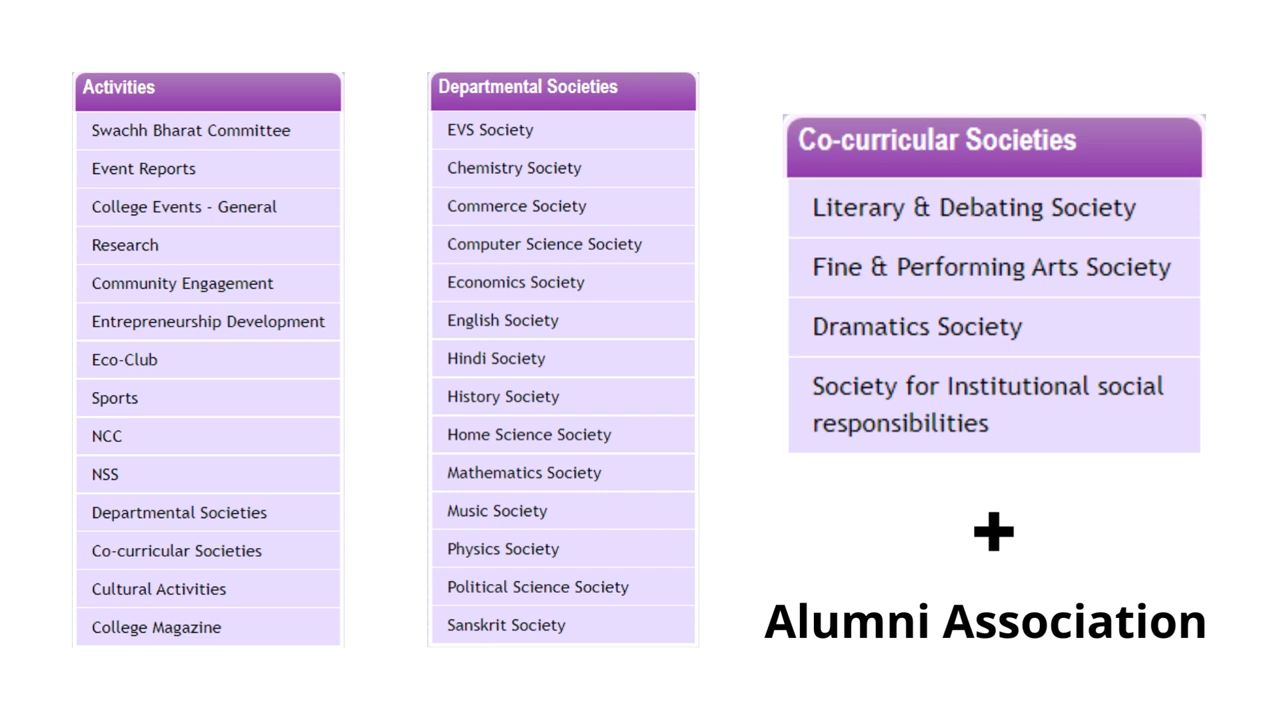 Activities
Swachh Bharat Committee
Event Reports
College Events - General
Research
Community Engagement
Entrepreneurship Development
Eco-Club
Sports
NCC
NSS
Departmental Societies
Co-curricular Societies
Cultural Activities
College Magazine
Departmental Societies
EVS Society
Chemistry Society
Commerce Society
Computer Science Society
Economics Society
English Society
Hindi Society
History Society
Home Science Society
Mathematics Society
Music Society
Physics Society
Political Science Society
Sanskrit Society
Co-curricular Societies
Literary & Debating Society
Fine & Performing Arts Society
Dramatics Society
Society for Institutional social
responsibilities
+
Alumni Association